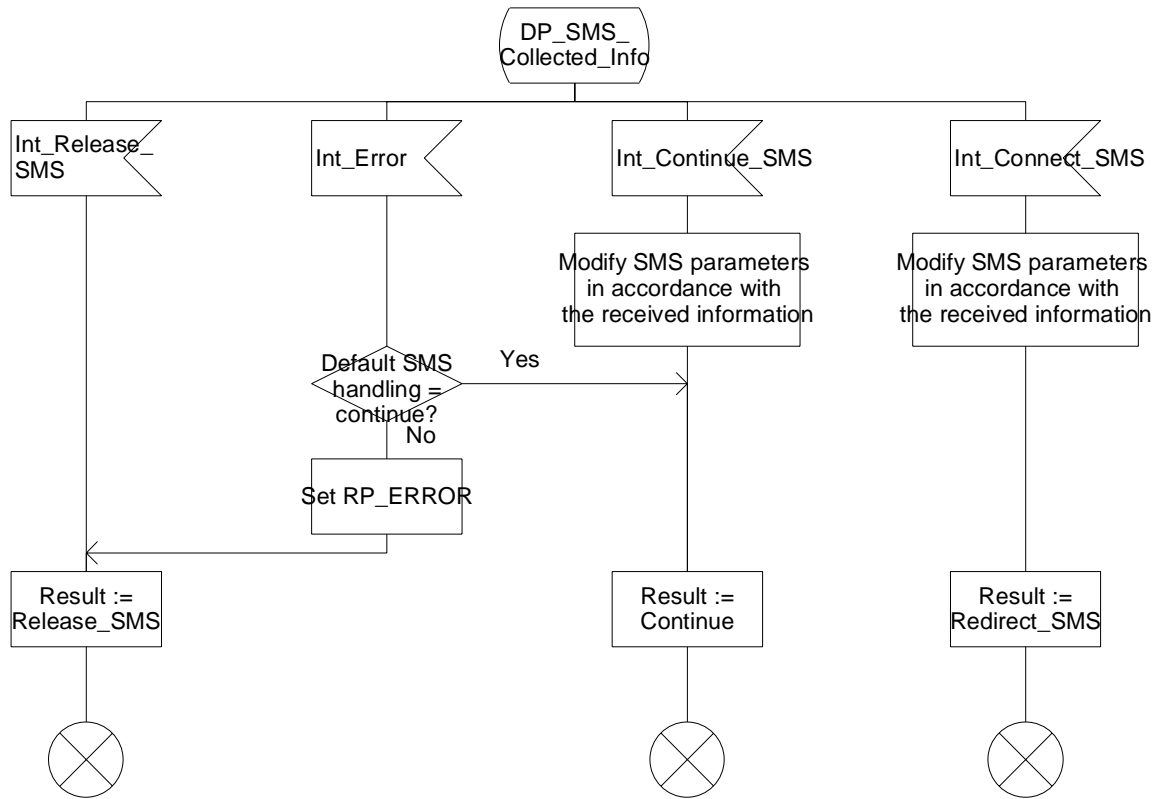 DP_SMS_
Collected_Info
Int_Release_
SMS
Int_Error
Int_Continue_SMS
Int_Connect_SMS
Modify SMS parameters
in accordance with
the received information
Modify SMS parameters
in accordance with
the received information
Default SMS
handling =
continue?
Yes
No
Set RP_ERROR
Result :=
Release_SMS
Result :=
Continue
Result :=
Redirect_SMS